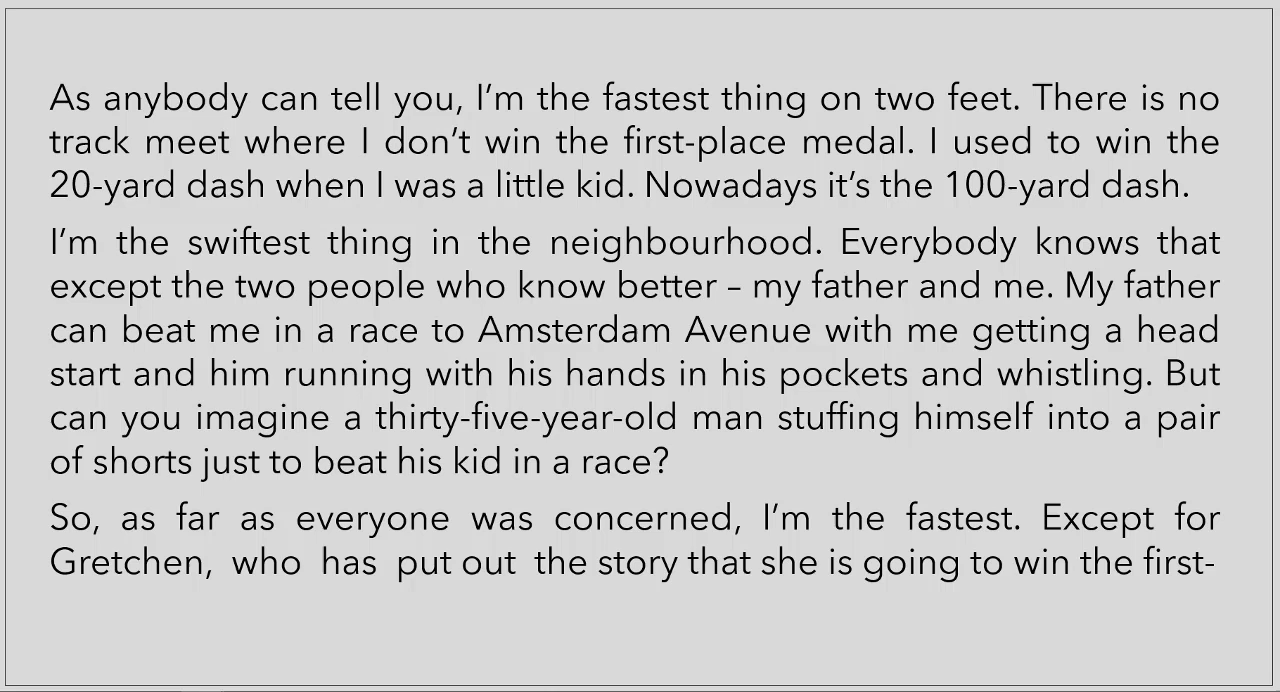 As anybody can tell you, I’m the fastest thing on two feet. There is no
track meet where I don’t win the first-place medal. I used to win the
20-yard dash when I was a little kid. Nowadays it’s the 100-yard dash.
I’m the swiftest thing in the neighbourhood. Everybody knows that
except the two people who know better – my father and me. My father
can beat me in a race to Amsterdam Avenue with me getting a head
start and him running with his hands in his pockets and whistling. But
can you imagine a thirty-five-year-old man stuffing himself into a pair
of shorts just to beat his kid in a race?
So, as far as everyone was concerned, I’m the fastest. Except for
Gretchen, who has put out the story that she is going to win the first-